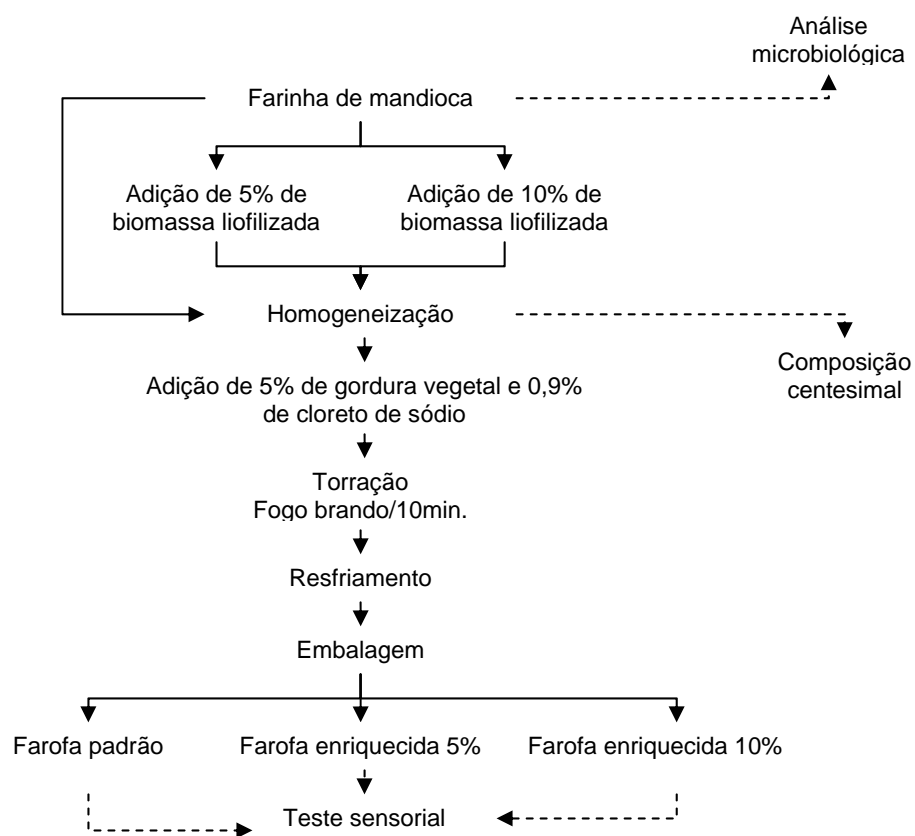 Análise
microbiológica
Farinha de mandioca
Adição de 5% de
biomassa liofilizada
Adição de 10% de
biomassa liofilizada
Homogeneização
Composição
centesimal
Adição de 5% de gordura vegetal e 0,9%
de cloreto de sódio
Torração
Fogo brando/10min.
Resfriamento
Embalagem
Farofa padrão
Farofa enriquecida 5%
Farofa enriquecida 10%
Teste sensorial